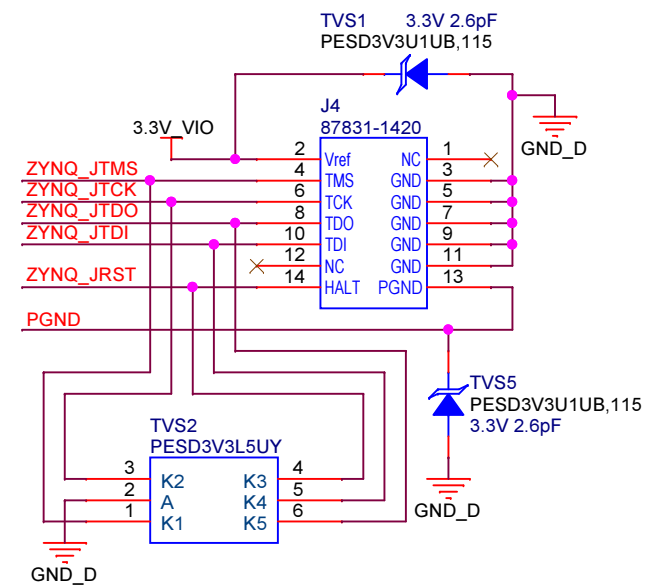 TVS1 3.3V 2.6pF
PESD3V3U1UB,115
J4
87831-1420
3.3V_VIO
GND_D
2 Vref NC 1
ZYNQ_JTMS 4 TMS GND 3
ZYNQ_JTCK 6 TCK GND 5
ZYNQ_JTDO 8 TDO GND 7
ZYNQ_JTDI 10 TDI GND 9
12 NC GND 11
ZYNQ_JRST 14 HALT PGND 13
PGND
TVS5
PESD3V3U1UB,115
3.3V 2.6pF
TVS2
PESD3V3L5UY
3 K2 K3 4
2 A K4 5
1 K1 K5 6
GND_D
GND_D